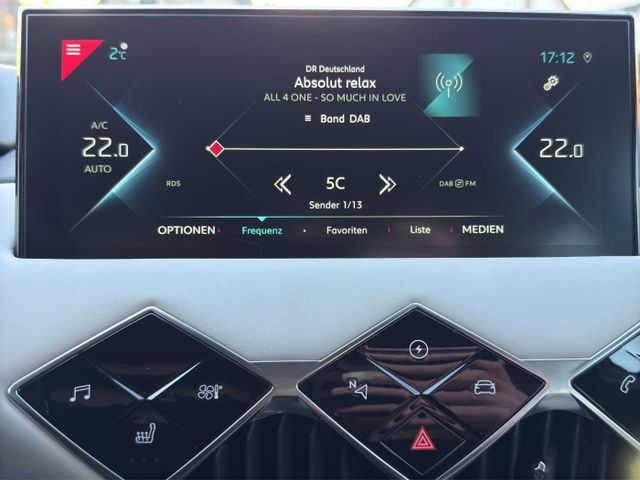 2°C
17:12
DR Deutschland
Absolut relax
ALL 4 ONE - SO MUCH IN LOVE
Band DAB
A/C
22.0
AUTO
22.0
RDS
5C
DAB FM
Sender 1/13
OPTIONEN Frequenz Favoriten Liste MEDIEN
N